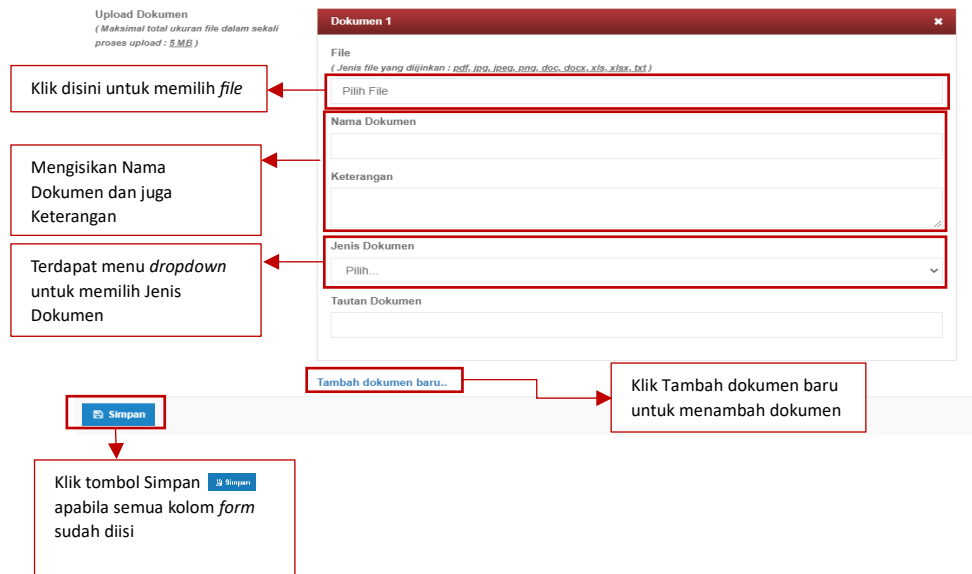 Upload Dokumen
( Maksimal total ukuran file dalam sekali
proses upload : 5 MB )
Dokumen 1
File
( Jenis file yang diijinkan : pdf, jpg, jpeg, png, doc, docx, xls, xlsx, txt )
Klik disini untuk memilih file
Pilih File
Nama Dokumen
Mengisikan Nama
Dokumen dan juga
Keterangan
Keterangan
Jenis Dokumen
Terdapat menu dropdown
untuk memilih Jenis
Dokumen
Pilih...
Tautan Dokumen
Tambah dokumen baru..
Klik Tambah dokumen baru
untuk menambah dokumen
Simpan
Klik tombol Simpan Simpan
apabila semua kolom form
sudah diisi